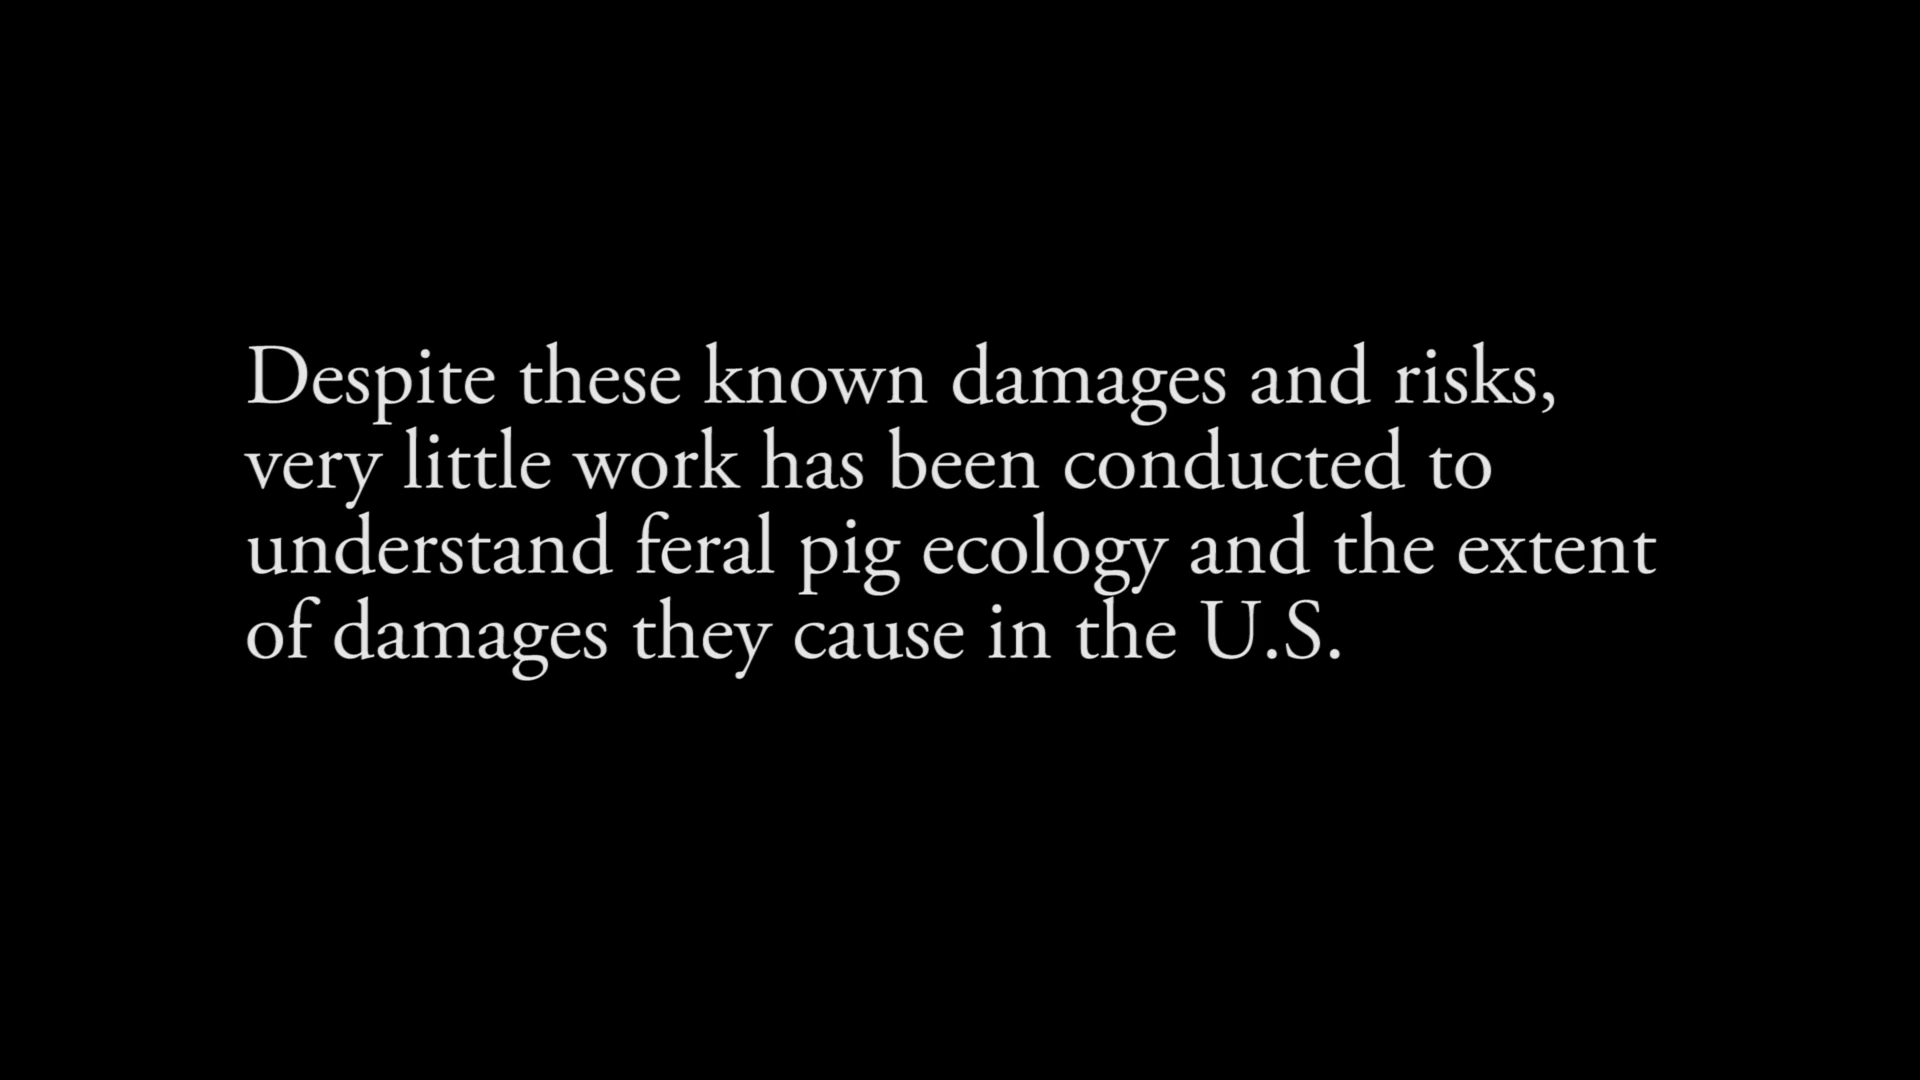 Despite these known damages and risks,
very little work has been conducted to
understand feral pig ecology and the extent
of damages they cause in the U.S.